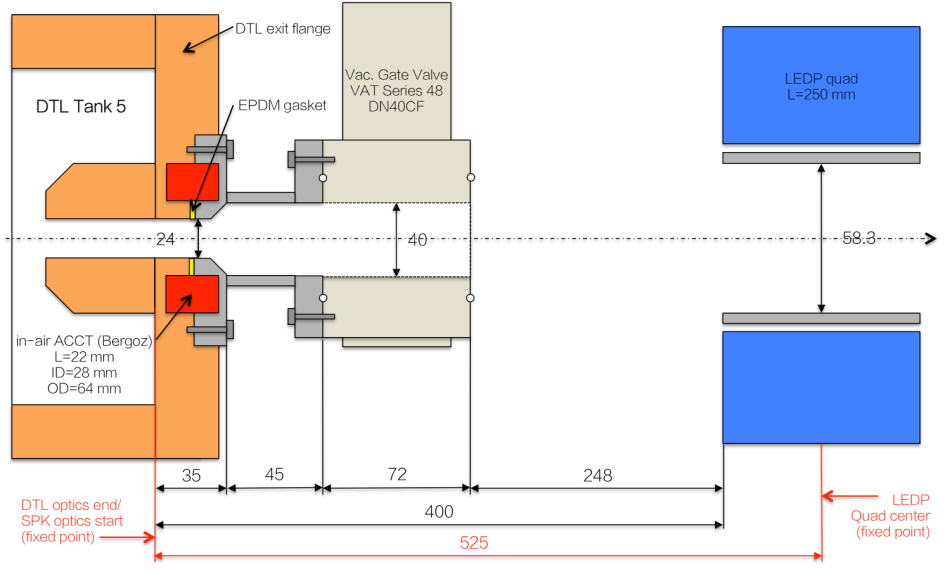 DTL exit flange
Vac. Gate Valve
VAT Series 48
DN40CF
LEDP quad
L=250 mm
DTL Tank 5
EPDM gasket
24
40
58.3
in-air ACCT (Bergoz)
L=22 mm
ID=28 mm
OD=64 mm
35
45
72
248
DTL optics end/
SPK optics start
(fixed point)
400
LEDP
Quad center
(fixed point)
525